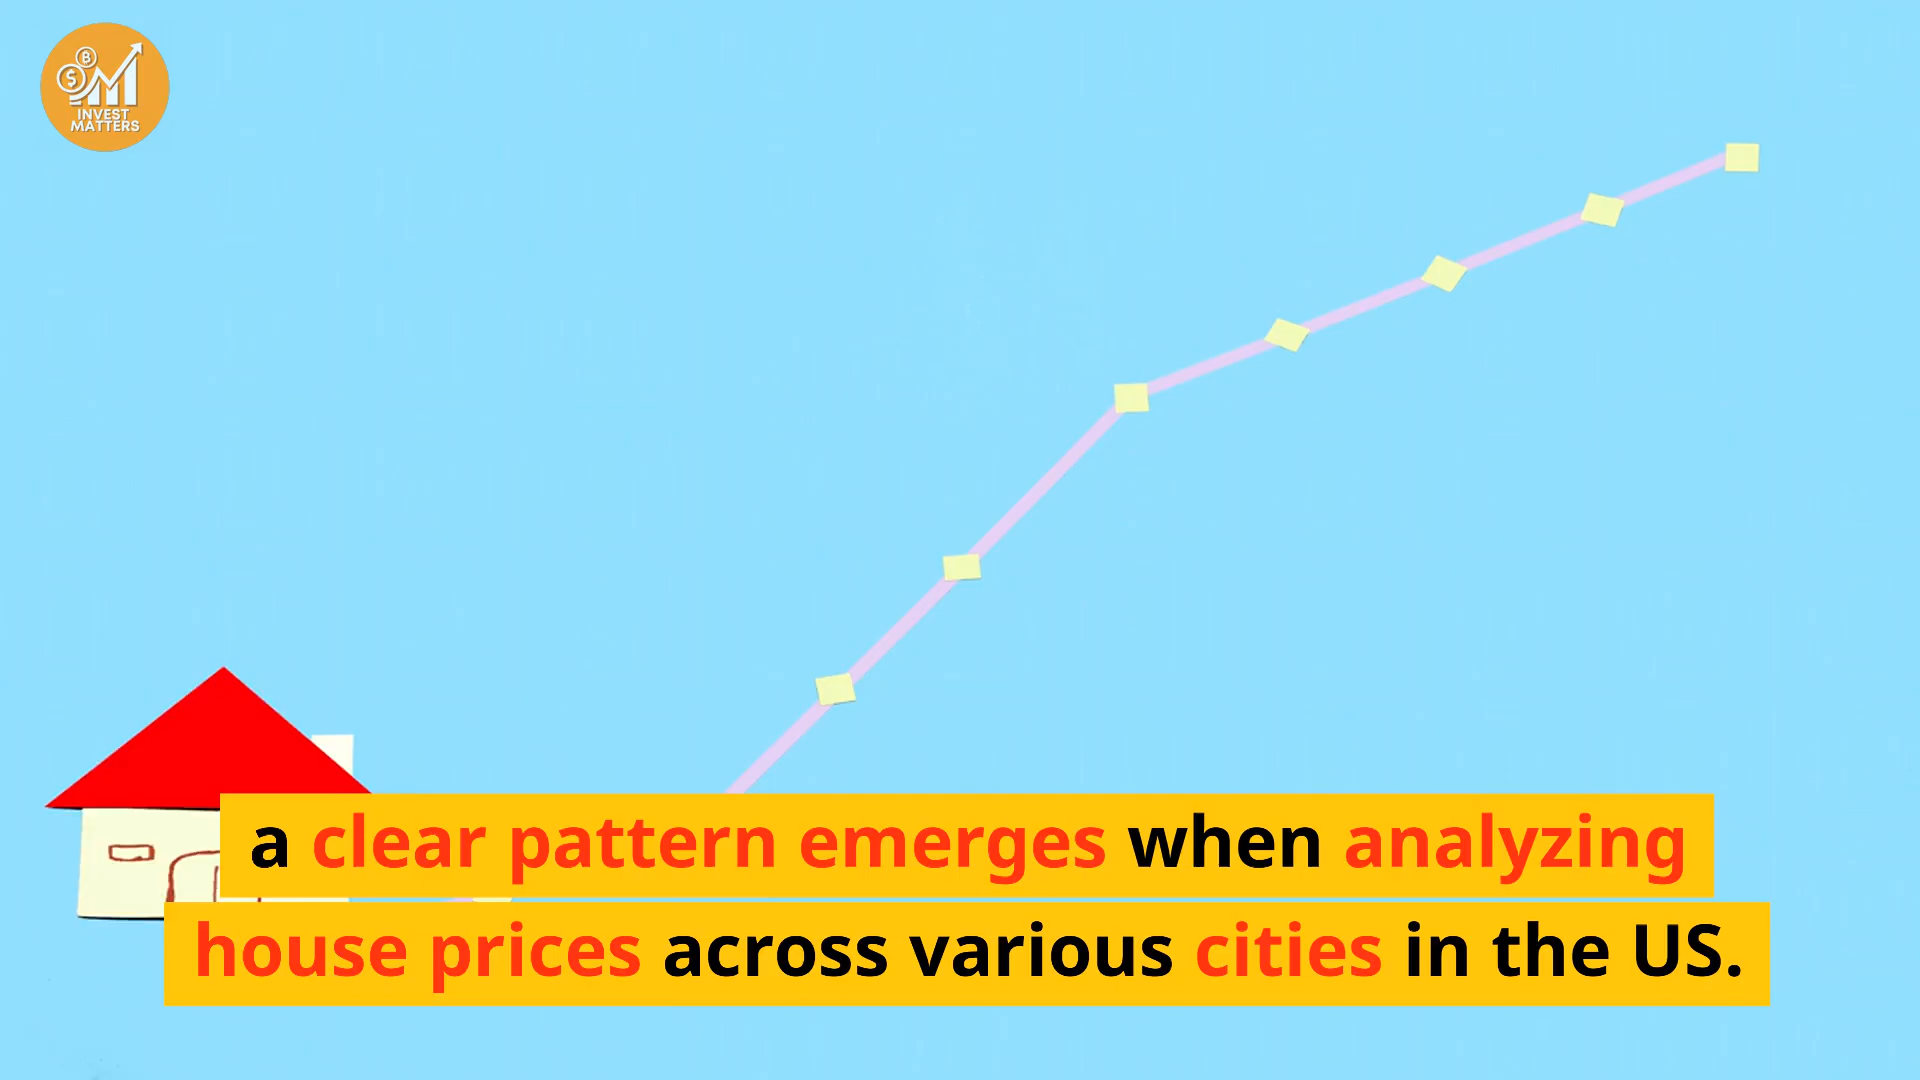 $
B
INVEST
MATTERS
a clear pattern emerges when analyzing
house prices across various cities in the US.